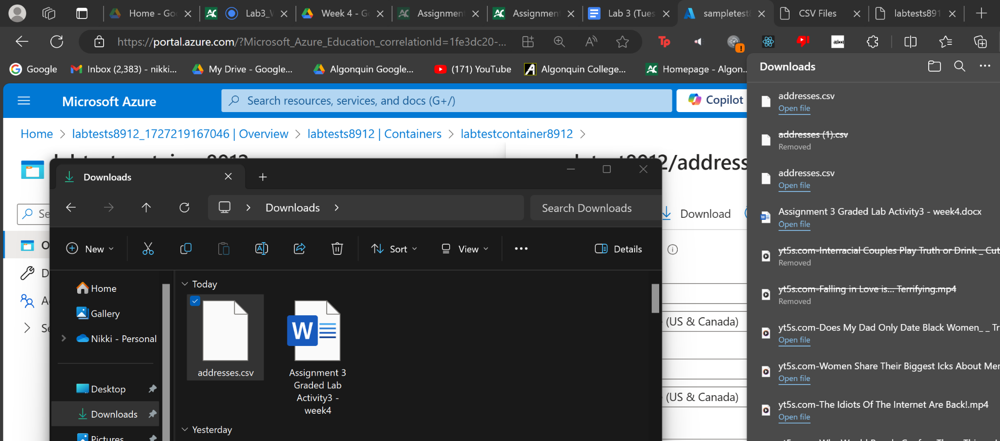 Home - Goo
Lab3_V
Week 4 - Go
Assignment
Assignment
Lab 3 (Tues
sampletest8
CSV Files
labtests891
https://portal.azure.com/?Microsoft_Azure_Education_correlationId=1fe3dc20-...
Google
Inbox (2,383) - nikki...
My Drive - Google...
Algonquin Google...
(171) YouTube
Algonquin College...
Homepage - Algon...
Microsoft Azure
Search resources, services, and docs (G+/)
Copilot
Home > labtests8912_1727219167046 | Overview > labtests8912 | Containers > labtestcontainer8912 >
labtestcontainer8912
2/address
Se
O
D
A
Se
Download
(US & Canada)
(US & Canada)
Downloads
Downloads
Search Downloads
New
Sort
View
Details
Home
Gallery
Nikki - Personal
Desktop
Downloads
Pictures
Today
addresses.csv
Assignment 3
Graded Lab
Activity3 -
week4
Yesterday
Downloads
addresses.csv
Open file
addresses (1).csv
Removed
addresses.csv
Open file
Assignment 3 Graded Lab Activity3 - week4.docx
Open file
yt5s.com-Interracial Couples Play Truth or Drink _ Cut
Removed
yt5s.com-Falling in Love is... Terrifying.mp4
Removed
yt5s.com-Does My Dad Only Date Black Women_ _ Tr
Open file
yt5s.com-Women Share Their Biggest Icks About Mer
Open file
yt5s.com-The Idiots Of The Internet Are Back!.mp4
Open file